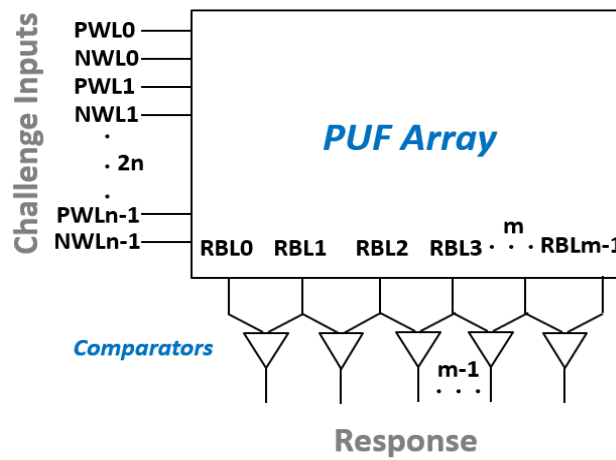 Challenge Inputs
PWL0
NWL0
PWL1
NWL1
2n
PWLn-1
NWLn-1
PUF Array
m
RBL0 RBL1 RBL2 RBL3 . . . RBLm-1
Comparators
m-1
Response